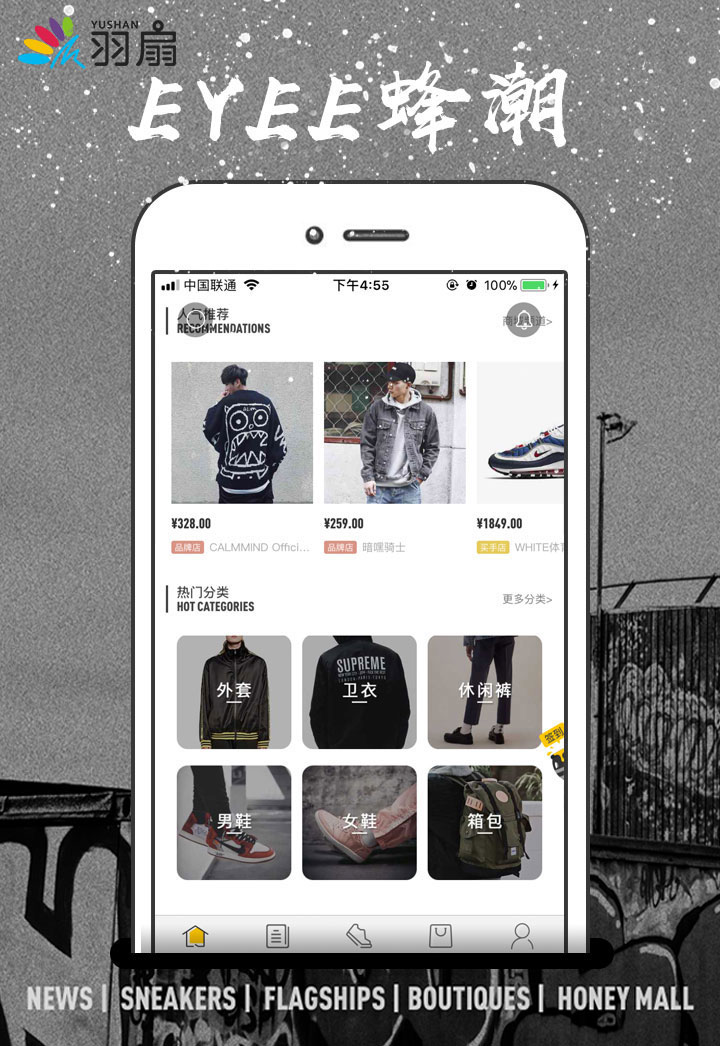 YUSHAN
羽扇
EYEE蜂潮
中国联通
下午4:55
100%
人气推荐
RECOMMENDATIONS
¥328.00
¥259.00
¥1849.00
品牌店 CALMMIND Offici...
品牌店 暗嘿骑士
买手店 WHITE体
热门分类
HOT CATEGORIES
更多分类>
外套
SUPREME
卫衣
休闲裤
签到
男鞋
女鞋
箱包
NEWS | SNEAKERS | FLAGSHIPS | BOUTIQUES | HONEY MALL